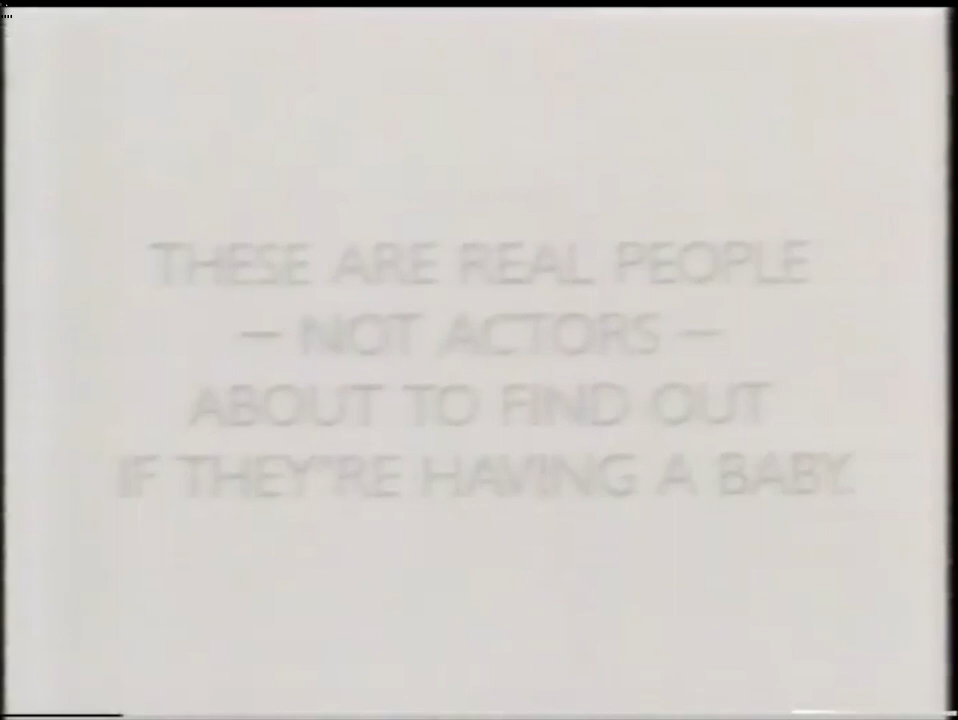 THESE ARE REAL PEOPLE
— NOT ACTORS —
ABOUT TO FIND OUT
IF THEY'RE HAVING A BABY.